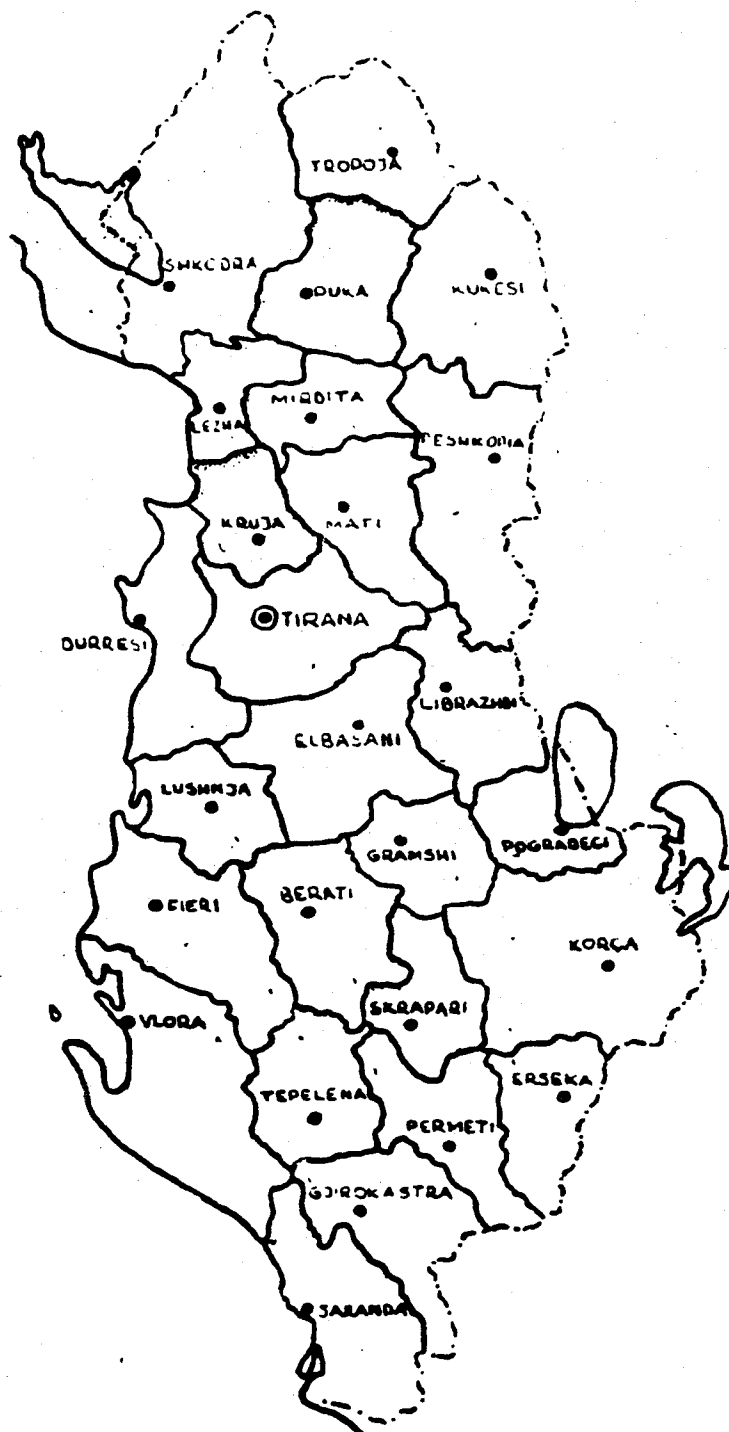 TROPOJA
SHKODRA
PUKA
KUKESI
MIRDITA
LEZHA
PESHKOPIA
KRUJA
MATI
TIRANA
DURRESI
LIBRAZHDI
ELBASANI
LUSHNJA
GRAMSHI
POGRADECI
FIERI
BERATI
KORÇA
SKRAPARI
VLORA
ERSEKA
TEPELENA
PERMETI
GJIROKASTRA
SARANDA